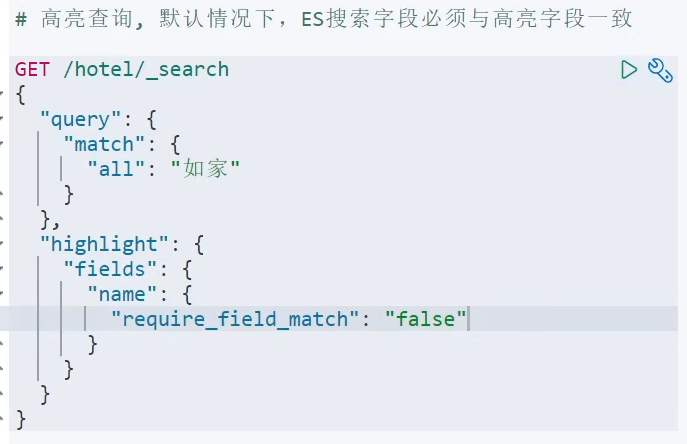 # 高亮查询, 默认情况下，ES搜索字段必须与高亮字段一致
GET /hotel/_search
{
  "query": {
    "match": {
      "all": "如家"
    }
  },
  "highlight": {
    "fields": {
      "name": {
        "require_field_match": "false"
      }
    }
  }
}